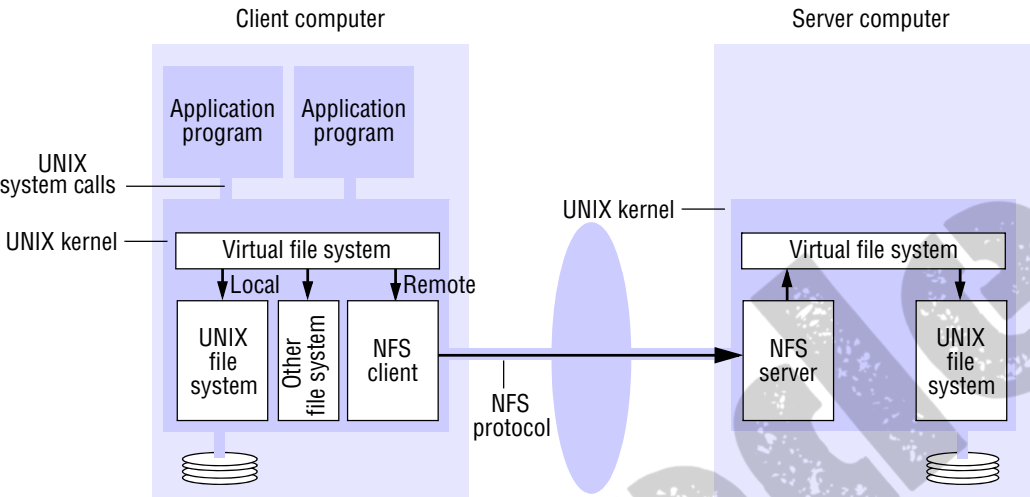 Client computer
Server computer
Application
program
Application
program
UNIX
system calls
UNIX kernel
Virtual file system
Local
Remote
UNIX
file
system
Other
file system
NFS
client
NFS
protocol
UNIX kernel
Virtual file system
NFS
server
UNIX
file
system